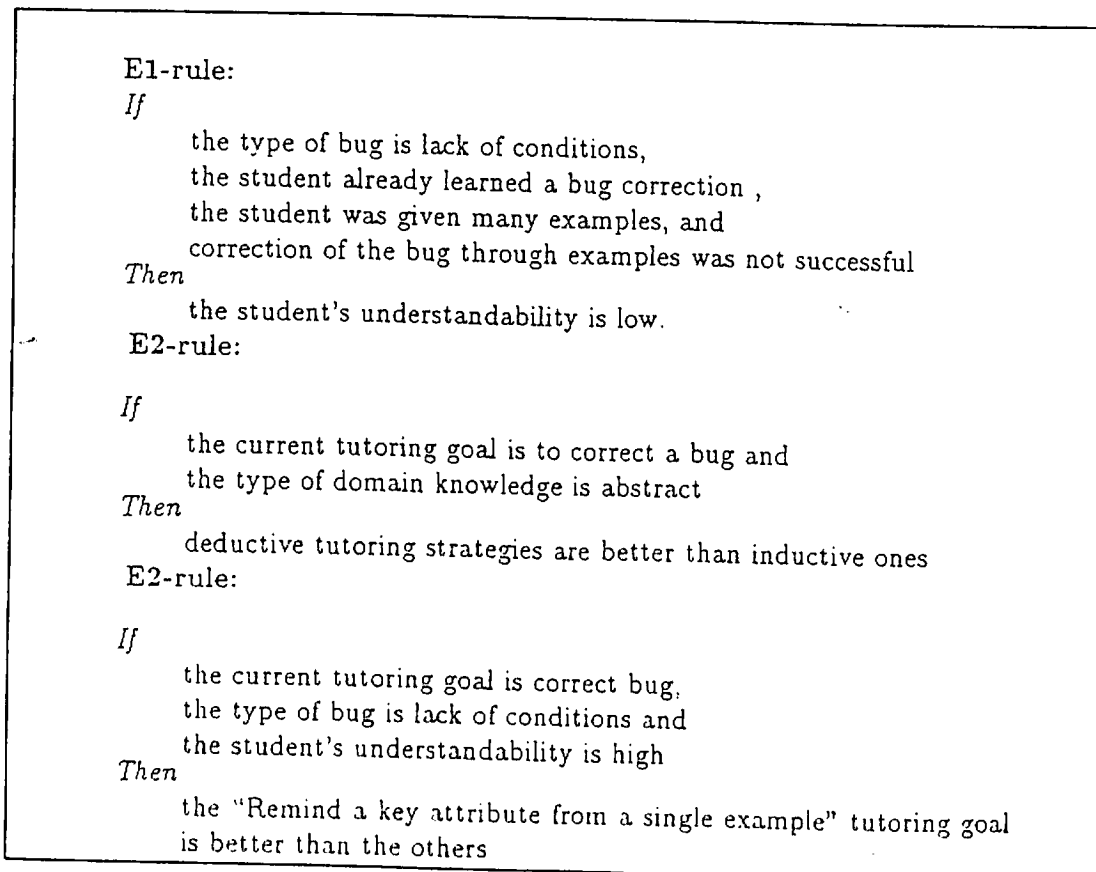 E1-rule:
If
the type of bug is lack of conditions,
the student already learned a bug correction ,
the student was given many examples, and
correction of the bug through examples was not successful
Then
the student's understandability is low.
E2-rule:
If
the current tutoring goal is to correct a bug and
the type of domain knowledge is abstract
Then
deductive tutoring strategies are better than inductive ones
E2-rule:
If
the current tutoring goal is correct bug,
the type of bug is lack of conditions and
the student's understandability is high
Then
the "Remind a key attribute from a single example" tutoring goal
is better than the others